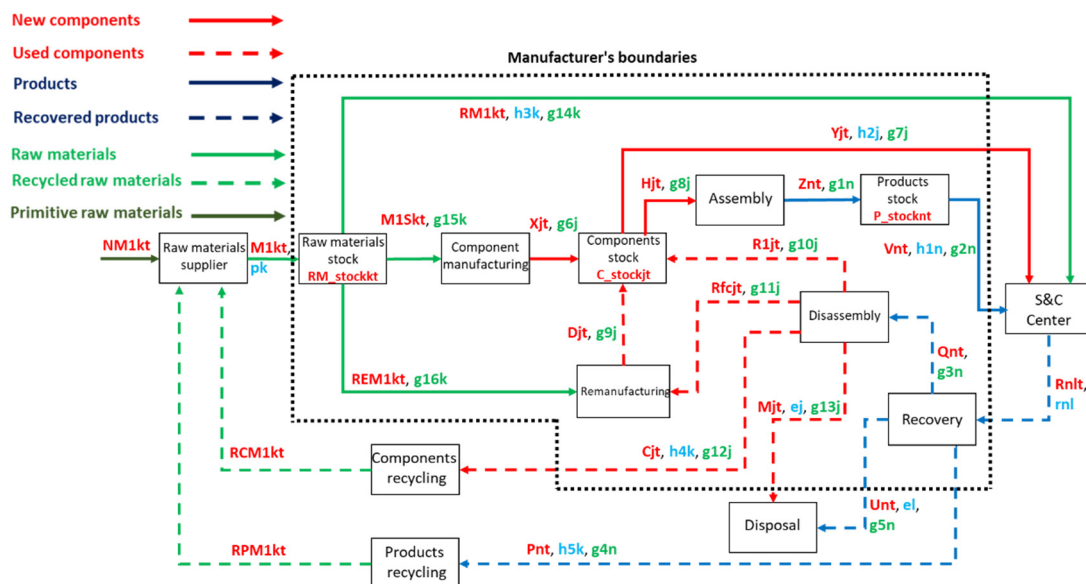 New components
Used components
Products
Recovered products
Raw materials
Recycled raw materials
Primitive raw materials
Manufacturer's boundaries
RM1kt, h3k, g14k
Yjt, h2j, g7j
Hjt, g8j
Assembly
Znt, g1n
Products
stock
P_stocknt
NM1kt
Raw materials
supplier
M1kt,
pk
Raw materials
stock
RM_stockkt
M1Skt, g15k
Component
manufacturing
Xjt, g6j
Components
stock
C_stockjt
R1jt, g10j
Vnt, h1n, g2n
Rfcjt, g11j
Disassembly
S&C
Center
Djt, g9j
Qnt,
g3n
REM1kt, g16k
Remanufacturing
Mjt, ej, g13j
Recovery
Rnlt,
rnl
RCM1kt
Components
recycling
Cjt, h4k, g12j
Disposal
Unt, el,
g5n
RPM1kt
Products
recycling
Pnt, h5k, g4n